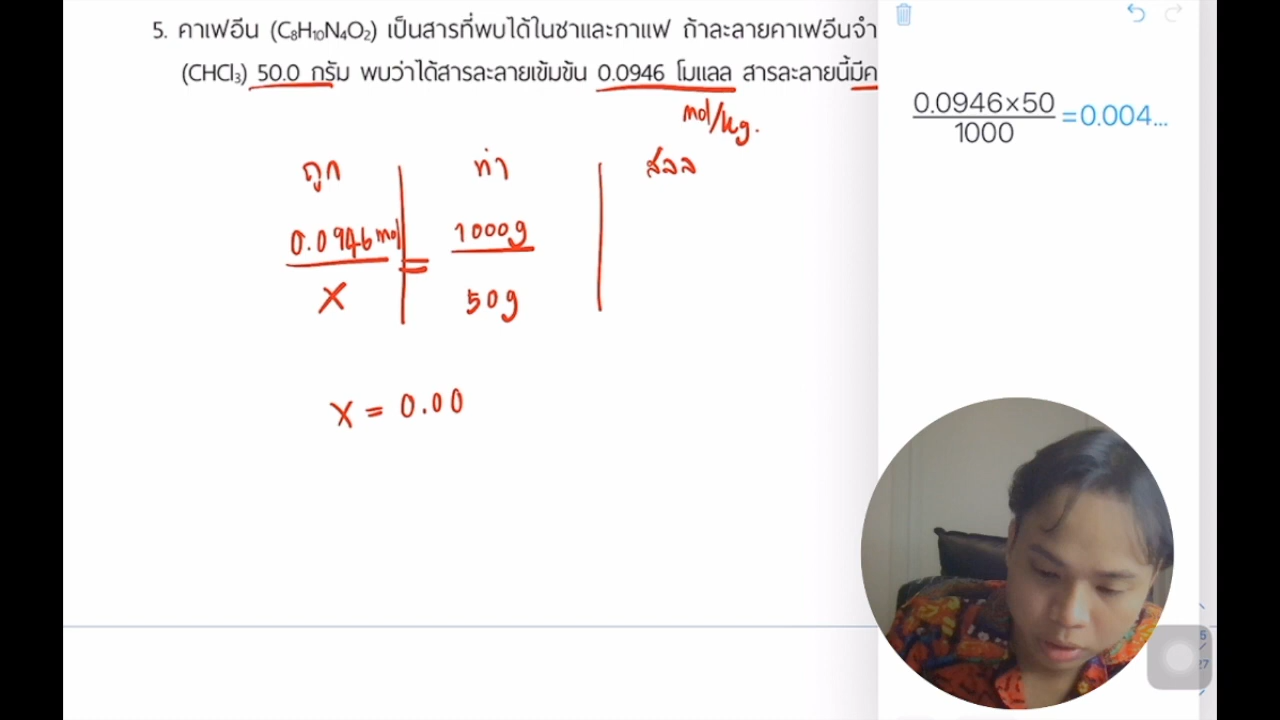 5. คาเฟอีน (C₈H₁₀N₄O₂) เป็นสารที่พบได้ในชาและกาแฟ ถ้าละลายคาเฟอีนจำ
(CHCl₃) 50.0 กรัม พบว่าได้สารละลายเข้มข้น 0.0946 โมแลล สารละลายนี้มีค
mol/kg.
ถูก ทำ สลล
0.0946 mol = 1000g
X 50g
X = 0.00
0.0946×50
1000
=0.004...
5
27